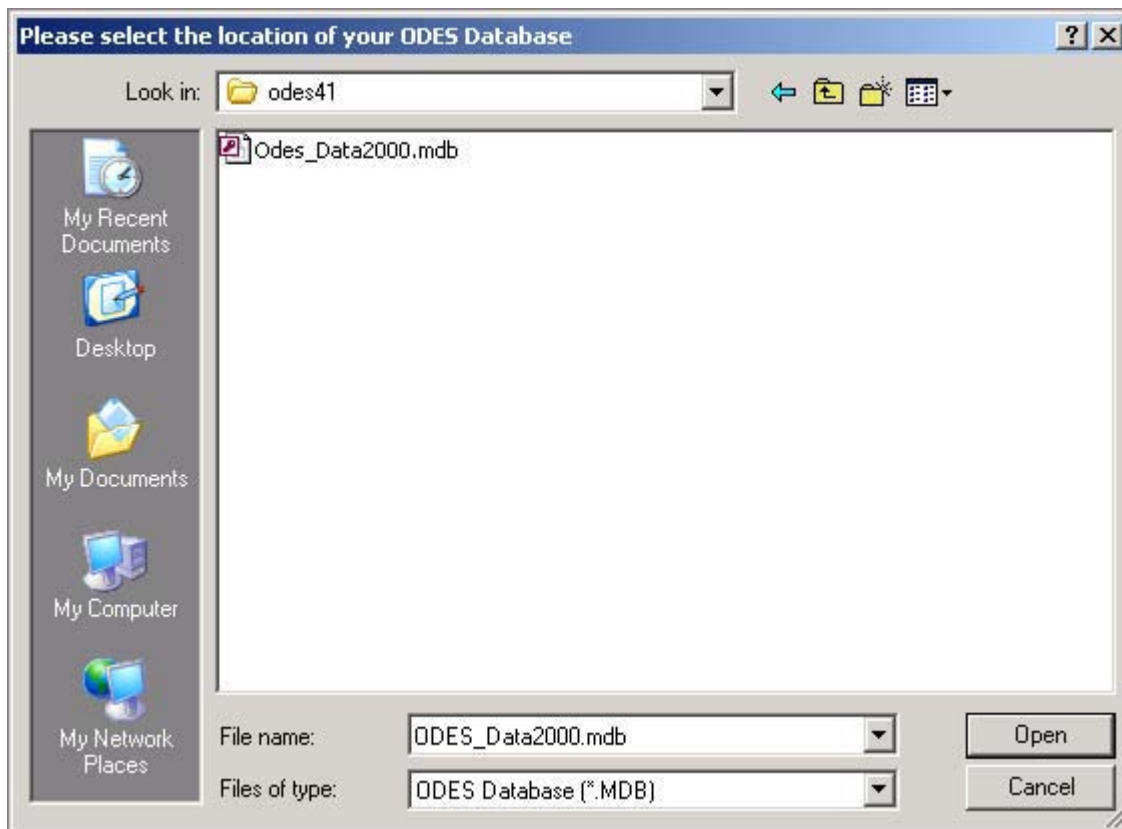 Please select the location of your ODES Database
Look in:
odes41
Odes_Data2000.mdb
My Recent
Documents
Desktop
My Documents
My Computer
My Network
Places
File name:
ODES_Data2000.mdb
Open
Files of type:
ODES Database (*.MDB)
Cancel